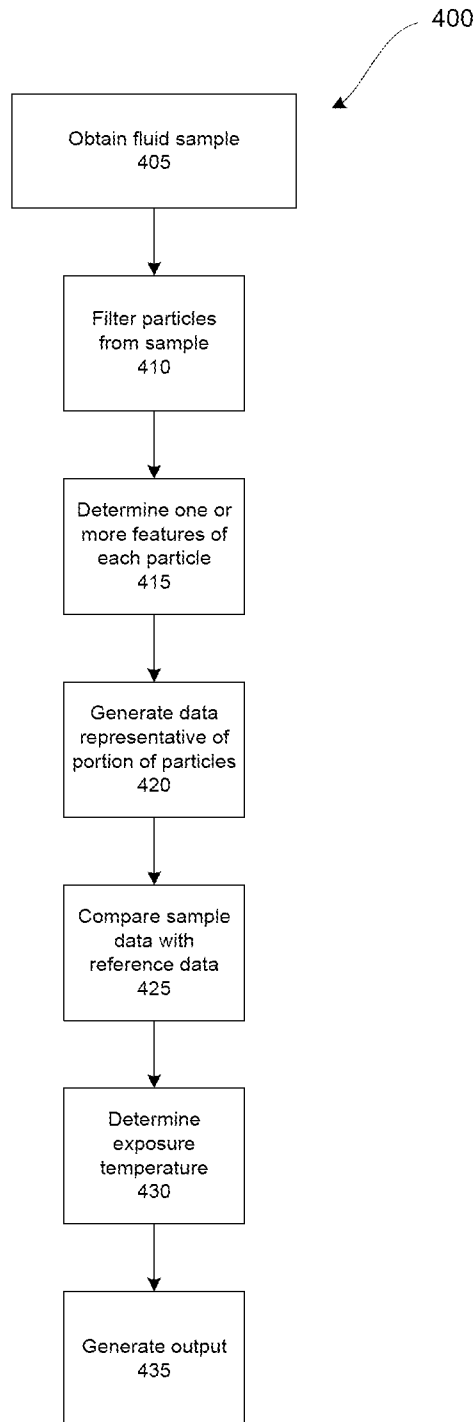 400
Obtain fluid sample
405
Filter particles
from sample
410
Determine one or
more features of
each particle
415
Generate data
representative of
portion of particles
420
Compare sample
data with
reference data
425
Determine
exposure
temperature
430
Generate output
435